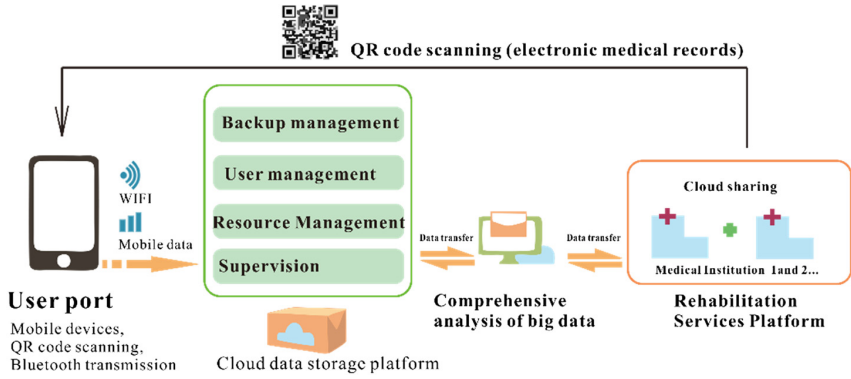 QR code scanning (electronic medical records)
Backup management
User management
Resource Management
Supervision
WIFI
Mobile data
User port
Mobile devices,
QR code scanning,
Bluetooth transmission
Cloud data storage platform
Data transfer
Comprehensive
analysis of big data
Data transfer
Cloud sharing
Medical Institution 1and 2...
Rehabilitation
Services Platform